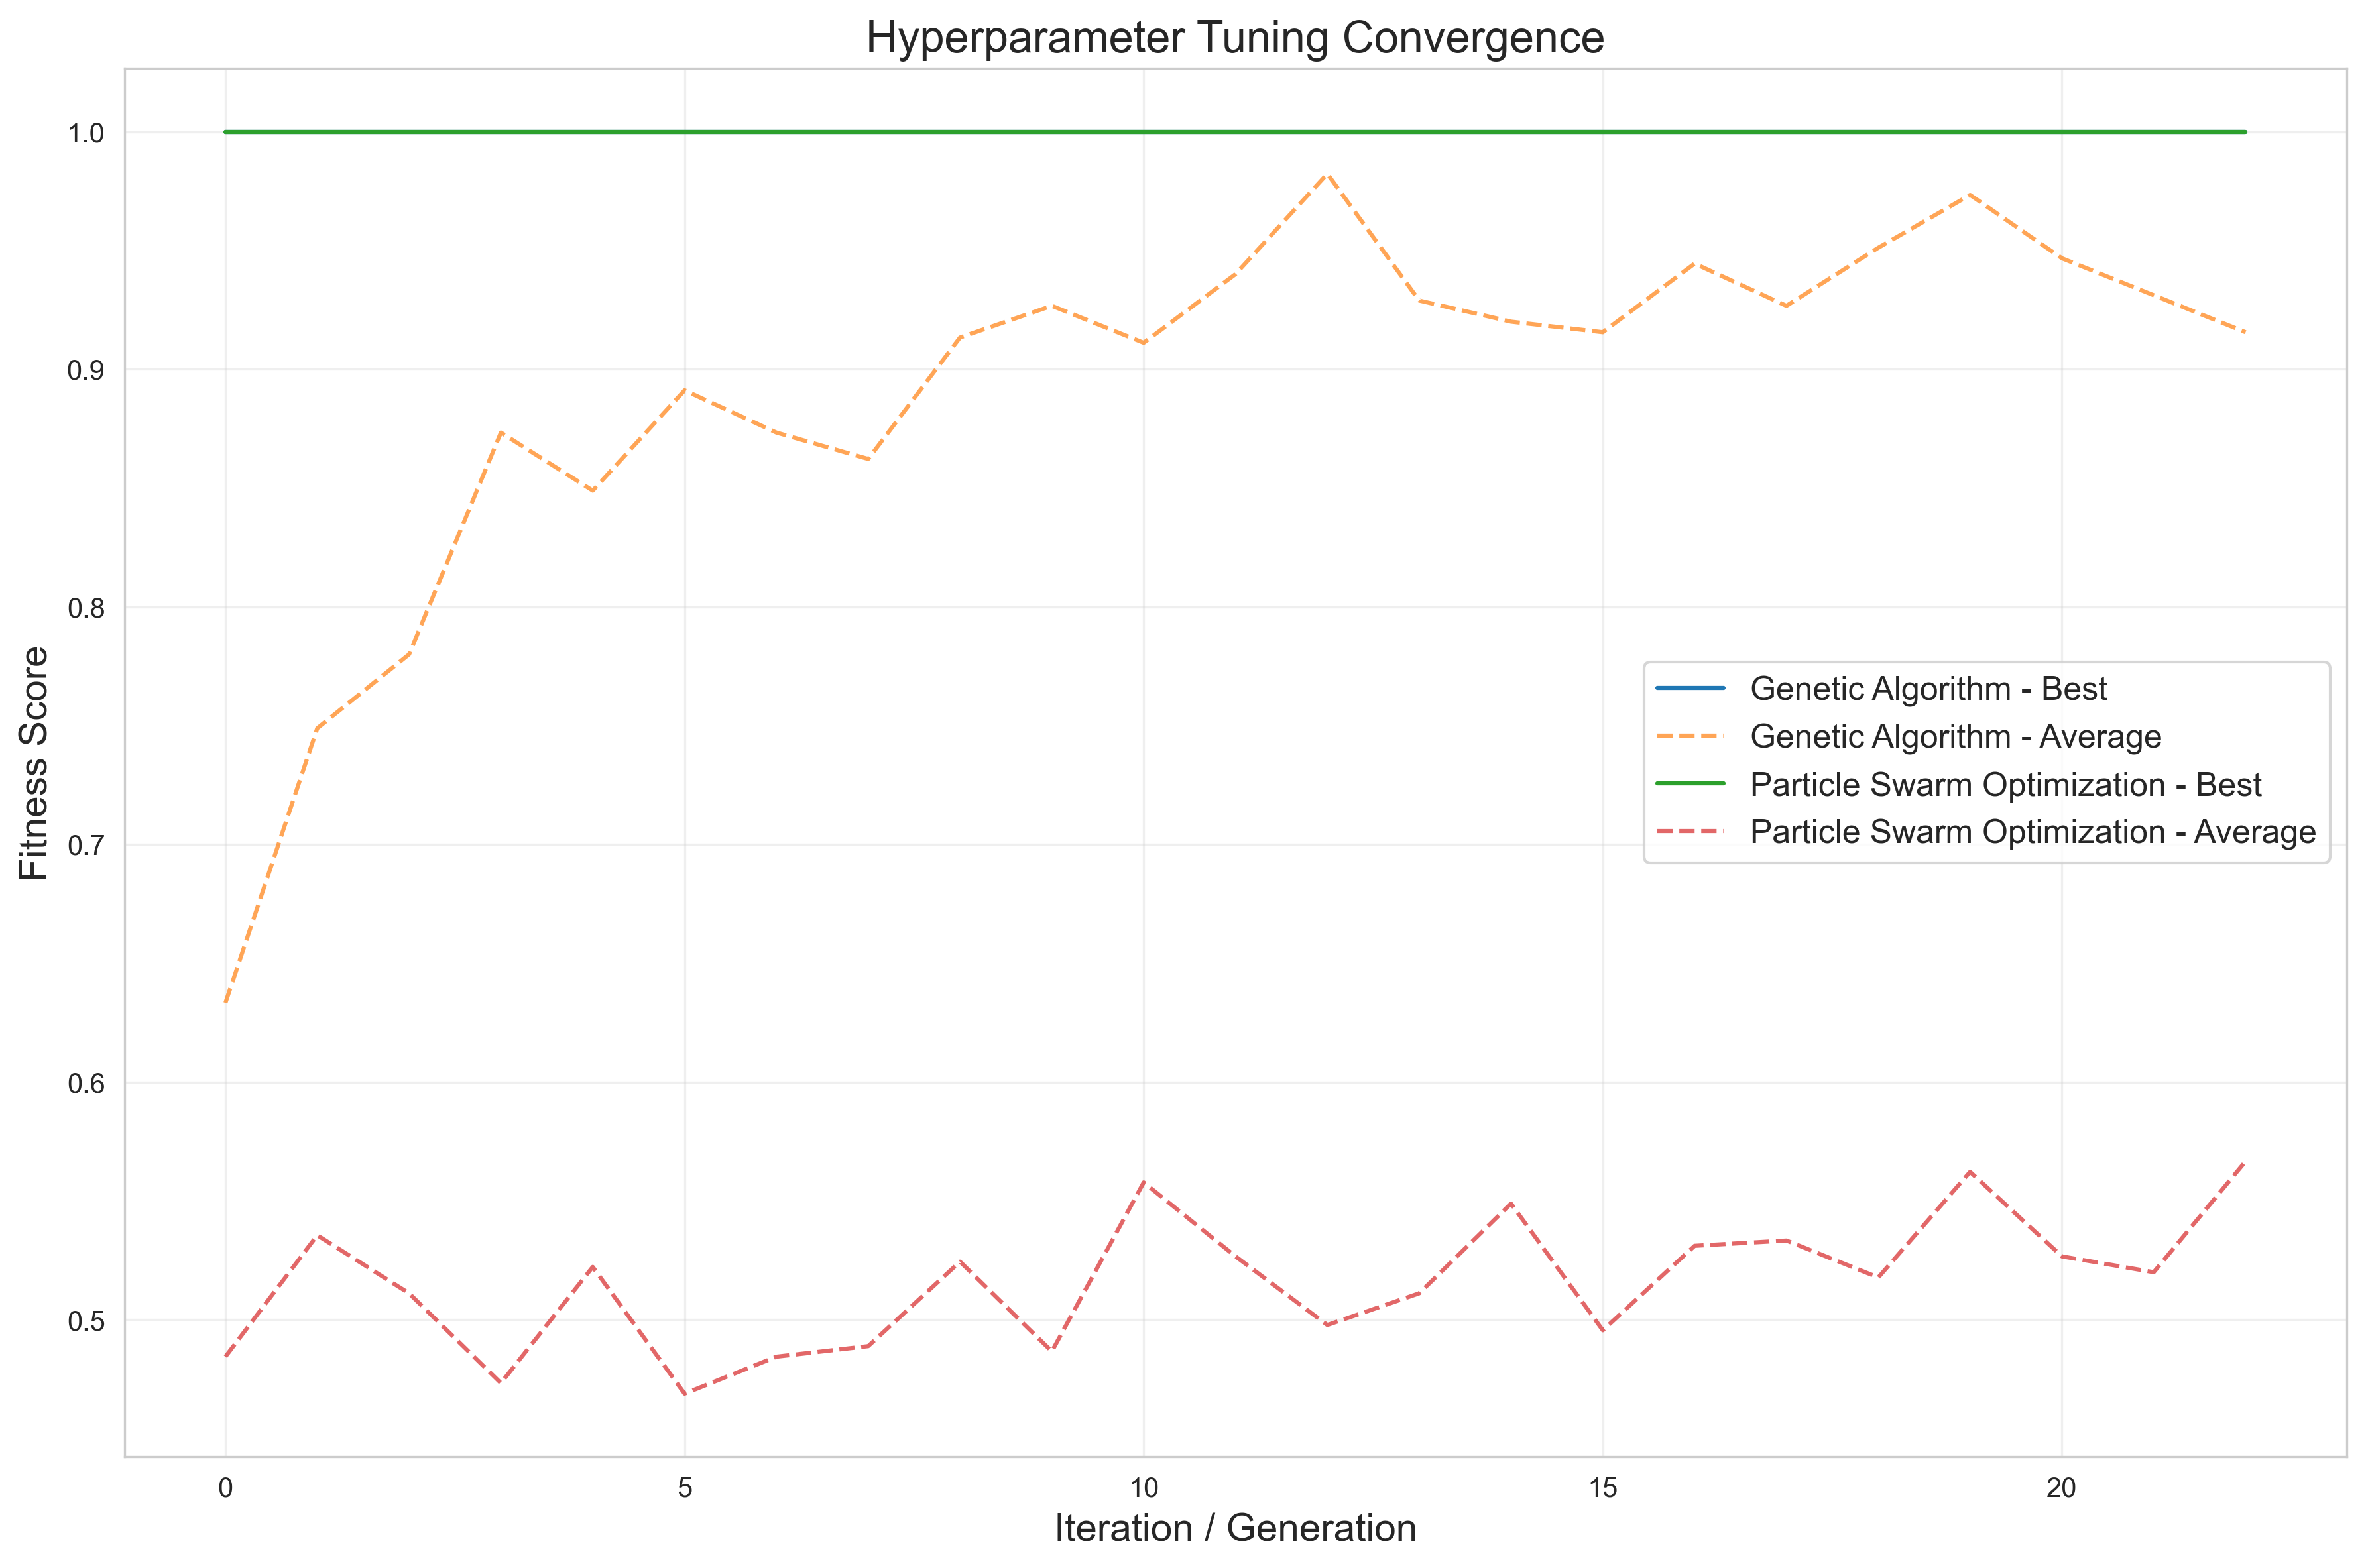 Hyperparameter Tuning Convergence
1.0
0.9
0.8
0.7
0.6
0.5
Fitness Score
Genetic Algorithm - Best
Genetic Algorithm - Average
Particle Swarm Optimization - Best
Particle Swarm Optimization - Average
0 5 10 15 20
Iteration / Generation